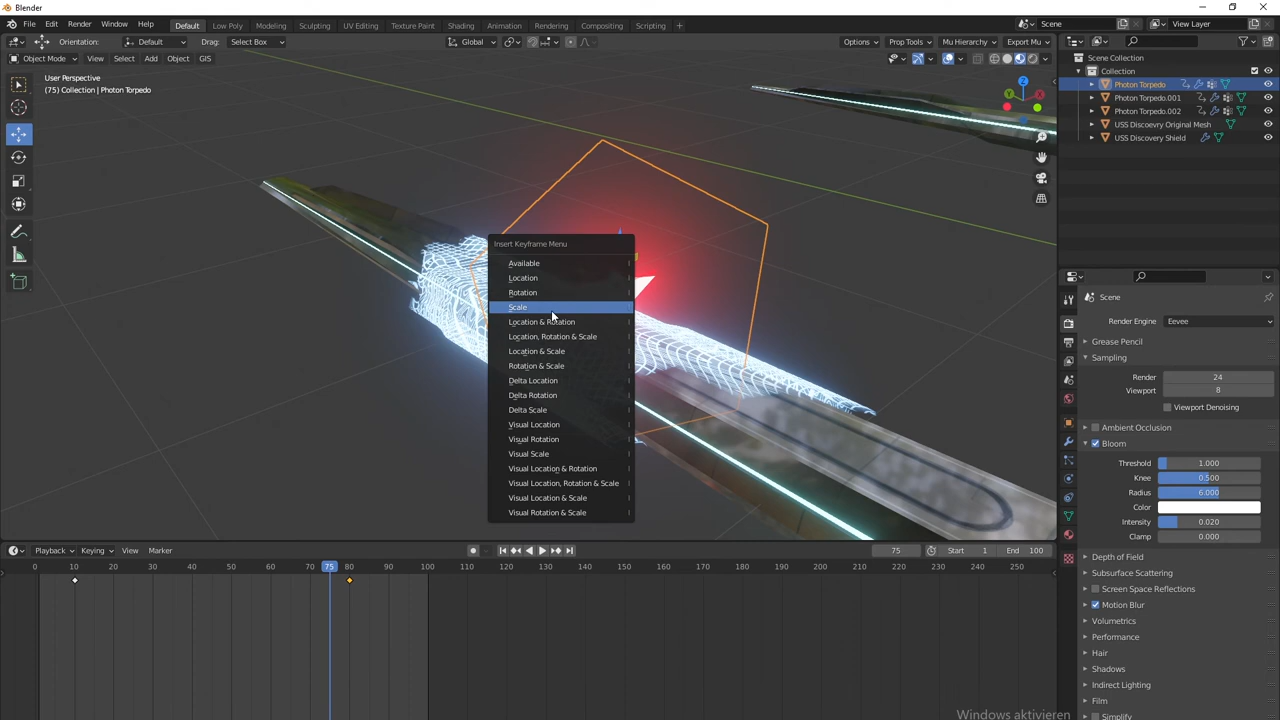 Blender
File Edit Render Window Help
Default Low Poly Modeling Sculpting UV Editing Texture Paint Shading Animation Rendering Compositing Scripting +
Scene
View Layer
Orientation: Default Drag: Select Box
Global
Options Prop Tools Mu Hierarchy Export Mu
Object Mode View Select Add Object GIS
User Perspective
(75) Collection | Photon Torpedo
Z
Y
X
Insert Keyframe Menu
Available I
Location I
Rotation I
Scale I
Location & Rotation I
Location, Rotation & Scale I
Location & Scale I
Rotation & Scale I
Delta Location I
Delta Rotation I
Delta Scale I
Visual Location I
Visual Rotation I
Visual Scale I
Visual Location & Rotation I
Visual Location, Rotation & Scale I
Visual Location & Scale I
Visual Rotation & Scale I
Scene Collection
Collection
Photon Torpedo
Photon Torpedo.001
Photon Torpedo.002
USS Discoevry Original Mesh
USS Discovery Shield
Scene
Render Engine Eevee
Grease Pencil
Sampling
Render 24
Viewport 8
Viewport Denoising
Ambient Occlusion
Bloom
Threshold 1.000
Knee 0.500
Radius 6.000
Color
Intensity 0.020
Clamp 0.000
Depth of Field
Subsurface Scattering
Screen Space Reflections
Motion Blur
Volumetrics
Performance
Hair
Shadows
Indirect Lighting
Film
Simplify
Playback Keying View Marker
75 Start 1 End 100
0 10 20 30 40 50 60 70 75 80 90 100 110 120 130 140 150 160 170 180 190 200 210 220 230 240 250
Windows aktivieren